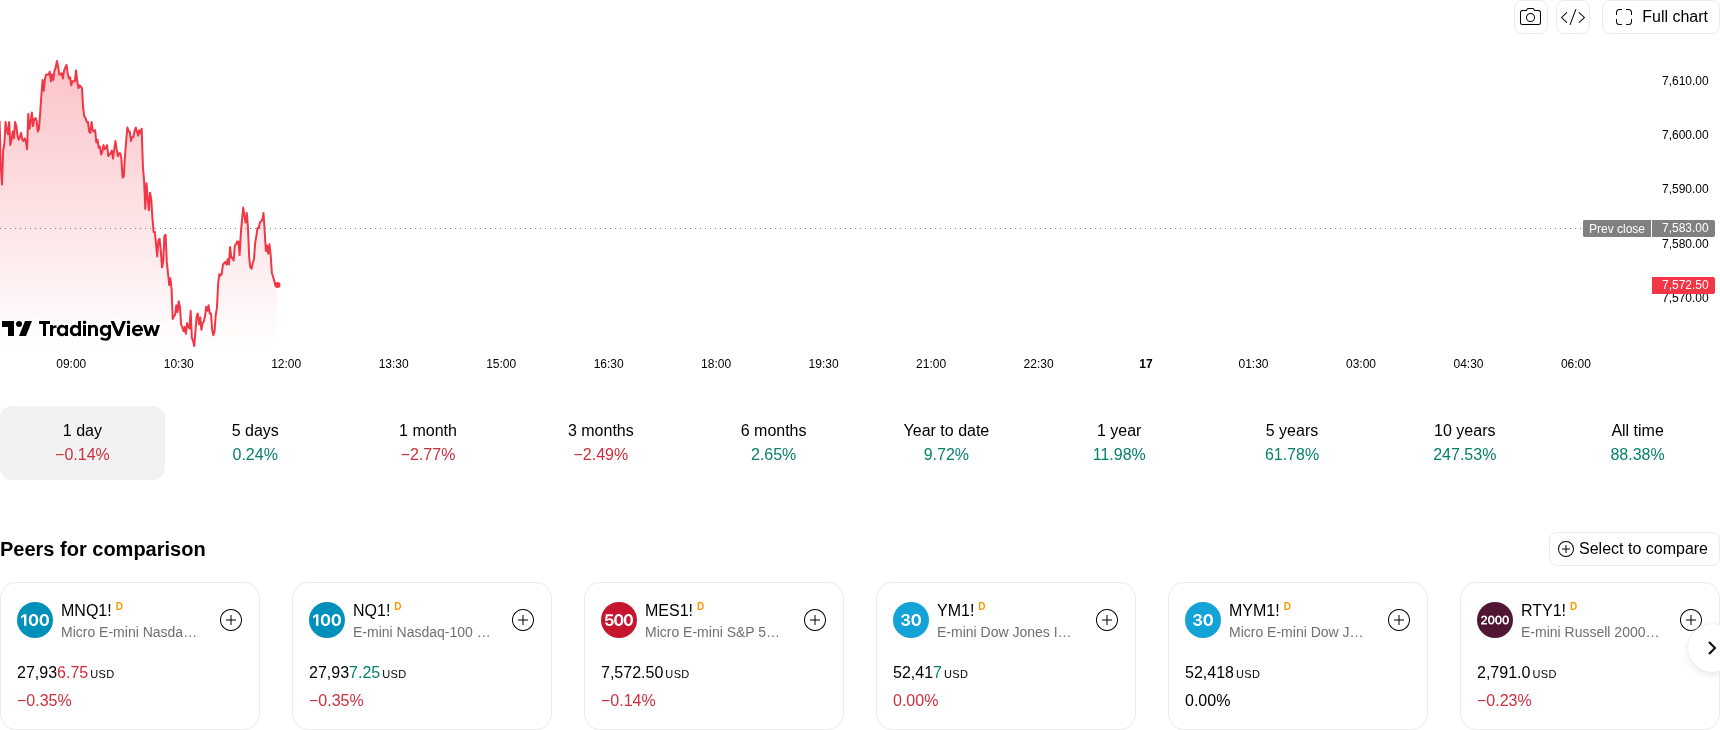 Full chart
7,610.00
7,600.00
7,590.00
Prev close 7,583.00
7,580.00
7,572.50
7,570.00
TradingView
09:00 10:30 12:00 13:30 15:00 16:30 18:00 19:30 21:00 22:30 17 01:30 03:00 04:30 06:00
1 day 5 days 1 month 3 months 6 months Year to date 1 year 5 years 10 years All time
−0.14% 0.24% −2.77% −2.49% 2.65% 9.72% 11.98% 61.78% 247.53% 88.38%
Peers for comparison
Select to compare
100 MNQ1! D
Micro E-mini Nasda…
27,936.75 USD
−0.35%
100 NQ1! D
E-mini Nasdaq-100 …
27,937.25 USD
−0.35%
500 MES1! D
Micro E-mini S&P 5…
7,572.50 USD
−0.14%
30 YM1! D
E-mini Dow Jones I…
52,417 USD
0.00%
30 MYM1! D
Micro E-mini Dow J…
52,418 USD
0.00%
2000 RTY1! D
E-mini Russell 2000…
2,791.0 USD
−0.23%